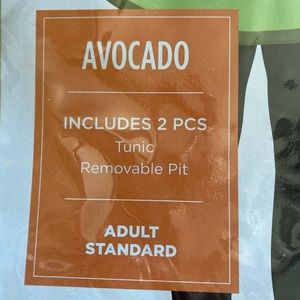 AVOCADO
INCLUDES 2 PCS
Tunic
Removable Pit
ADULT
STANDARD